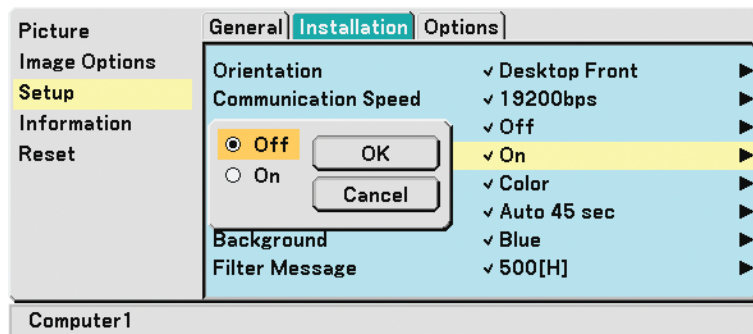 Picture
Image Options
Setup
Information
Reset
General Installation Options
Orientation ✓ Desktop Front ▶
Communication Speed ✓ 19200bps ▶
✓ Off ▶
✓ On ▶
✓ Color ▶
✓ Auto 45 sec ▶
Background ✓ Blue ▶
Filter Message ✓ 500[H] ▶
Off
On
OK
Cancel
Computer1